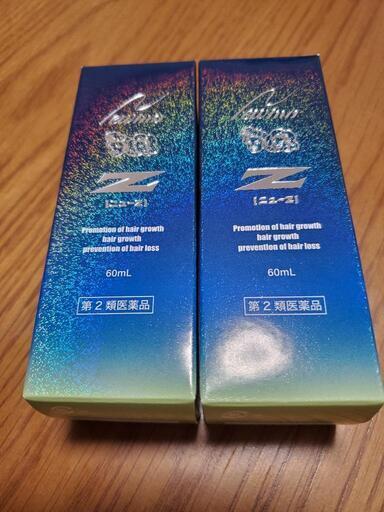 Z
[ニューZ]
Promotion of hair growth
hair growth
prevention of hair loss
60mL
第2類医薬品
Z
[ニューZ]
Promotion of hair growth
hair growth
prevention of hair loss
60mL
第2類医薬品